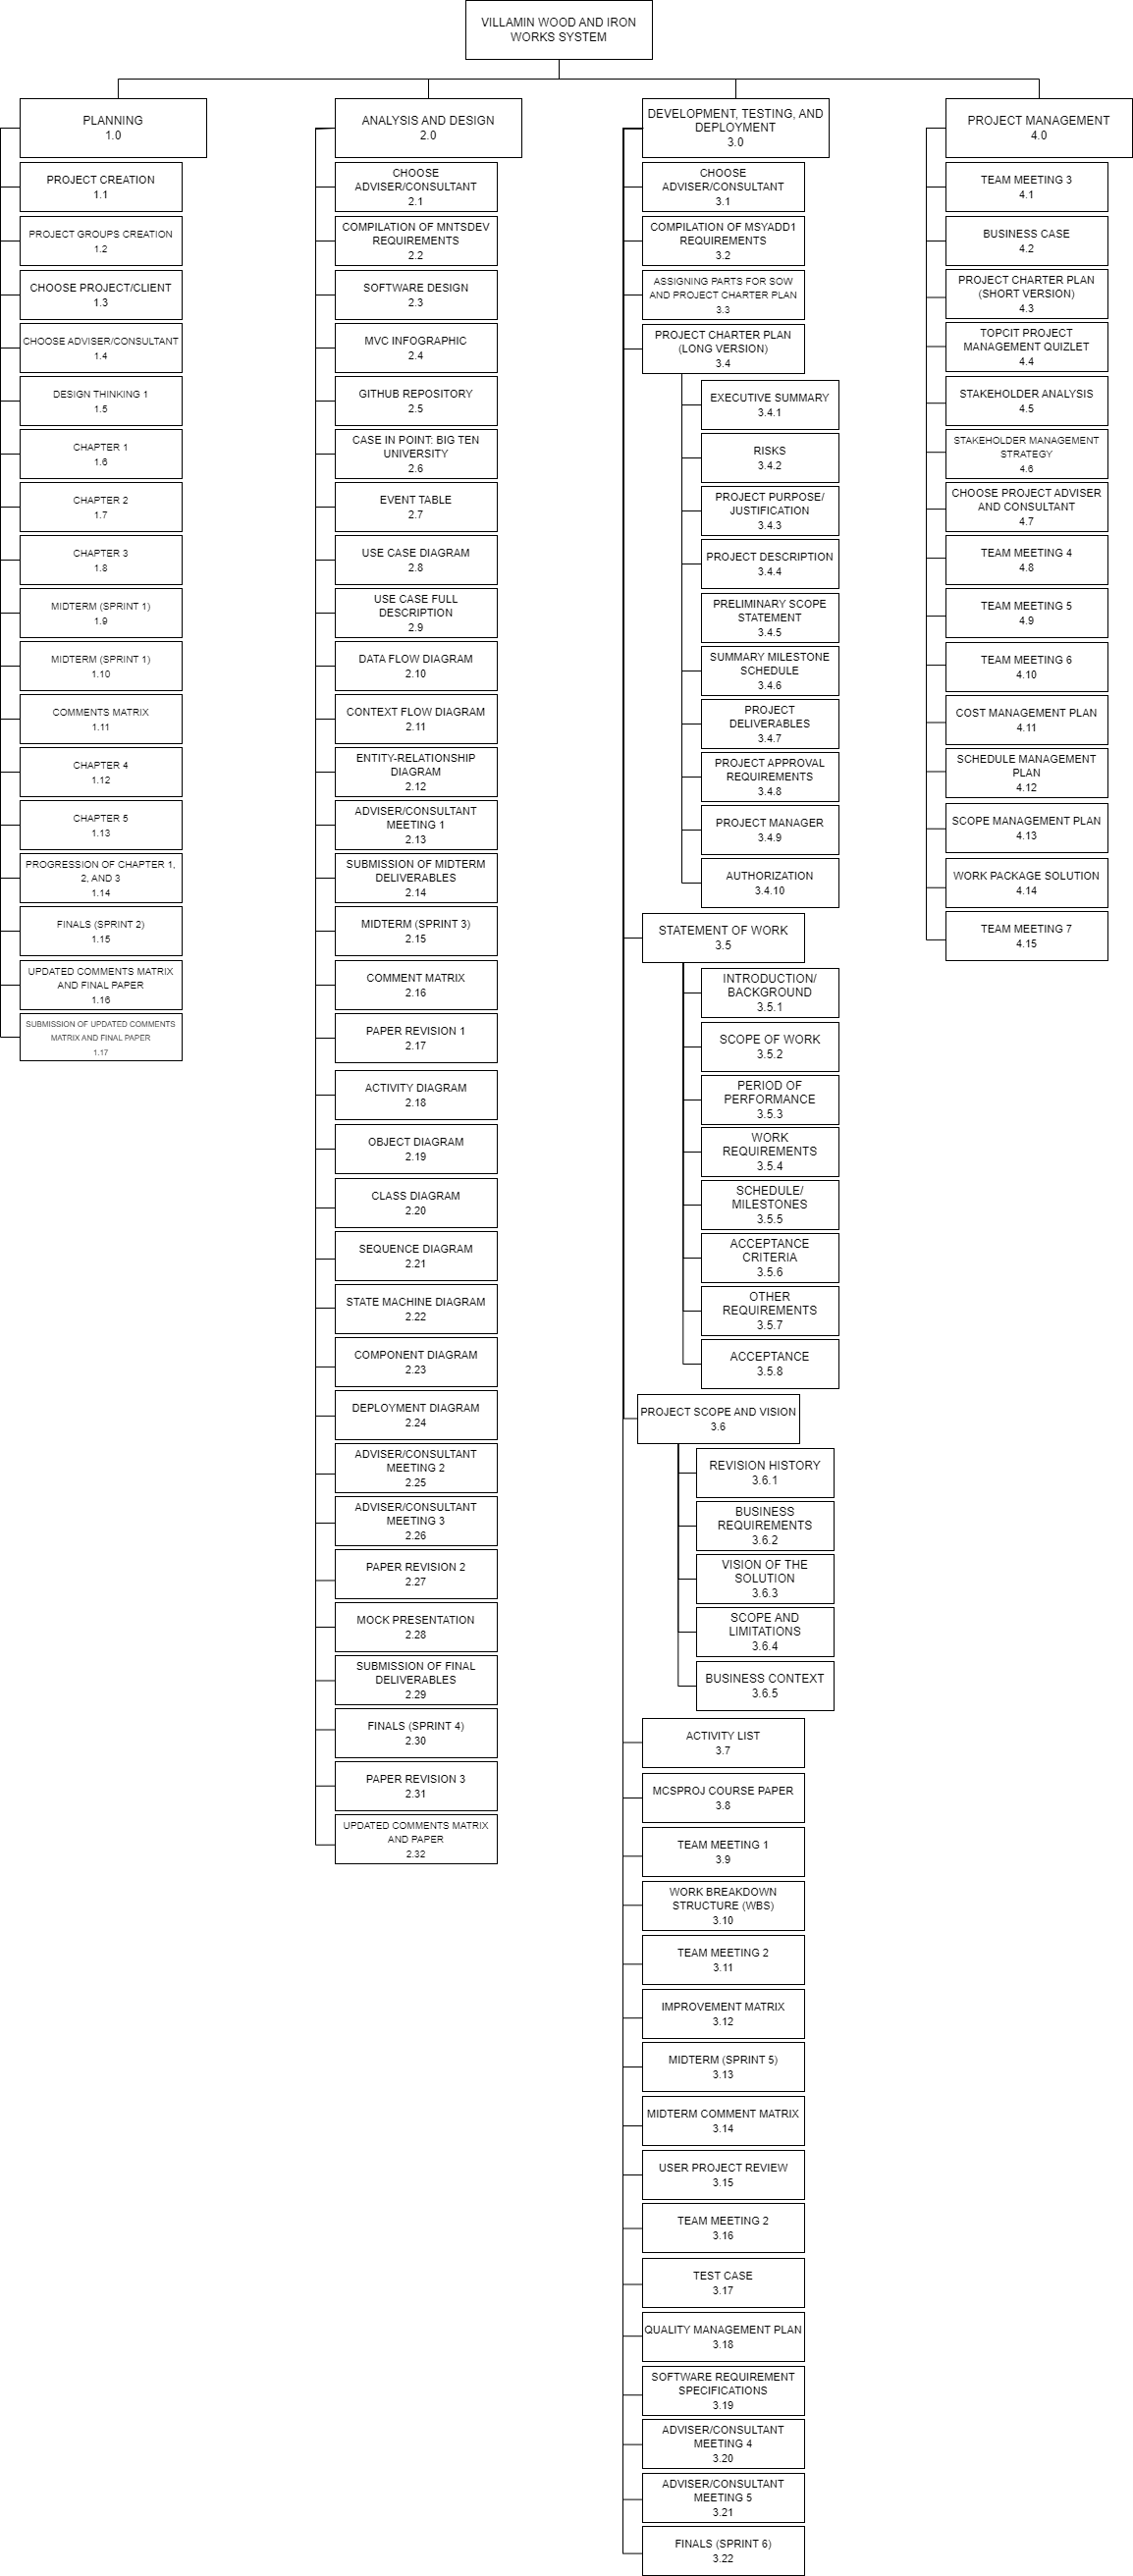 VILLAMIN WOOD AND IRON
WORKS SYSTEM
PLANNING
1.0
PROJECT CREATION
1.1
PROJECT GROUPS CREATION
1.2
CHOOSE PROJECT/CLIENT
1.3
CHOOSE ADVISER/CONSULTANT
1.4
DESIGN THINKING 1
1.5
CHAPTER 1
1.6
CHAPTER 2
1.7
CHAPTER 3
1.8
MIDTERM (SPRINT 1)
1.9
MIDTERM (SPRINT 1)
1.10
COMMENTS MATRIX
1.11
CHAPTER 4
1.12
CHAPTER 5
1.13
PROGRESSION OF CHAPTER 1,
2, AND 3
1.14
FINALS (SPRINT 2)
1.15
UPDATED COMMENTS MATRIX
AND FINAL PAPER
1.16
SUBMISSION OF UPDATED COMMENTS
MATRIX AND FINAL PAPER
1.17
ANALYSIS AND DESIGN
2.0
CHOOSE
ADVISER/CONSULTANT
2.1
COMPILATION OF MNTSDEV
REQUIREMENTS
2.2
SOFTWARE DESIGN
2.3
MVC INFOGRAPHIC
2.4
GITHUB REPOSITORY
2.5
CASE IN POINT: BIG TEN
UNIVERSITY
2.6
EVENT TABLE
2.7
USE CASE DIAGRAM
2.8
USE CASE FULL
DESCRIPTION
2.9
DATA FLOW DIAGRAM
2.10
CONTEXT FLOW DIAGRAM
2.11
ENTITY-RELATIONSHIP
DIAGRAM
2.12
ADVISER/CONSULTANT
MEETING 1
2.13
SUBMISSION OF MIDTERM
DELIVERABLES
2.14
MIDTERM (SPRINT 3)
2.15
COMMENT MATRIX
2.16
PAPER REVISION 1
2.17
ACTIVITY DIAGRAM
2.18
OBJECT DIAGRAM
2.19
CLASS DIAGRAM
2.20
SEQUENCE DIAGRAM
2.21
STATE MACHINE DIAGRAM
2.22
COMPONENT DIAGRAM
2.23
DEPLOYMENT DIAGRAM
2.24
ADVISER/CONSULTANT
MEETING 2
2.25
ADVISER/CONSULTANT
MEETING 3
2.26
PAPER REVISION 2
2.27
MOCK PRESENTATION
2.28
SUBMISSION OF FINAL
DELIVERABLES
2.29
FINALS (SPRINT 4)
2.30
PAPER REVISION 3
2.31
UPDATED COMMENTS MATRIX
AND PAPER
2.32
DEVELOPMENT, TESTING, AND
DEPLOYMENT
3.0
CHOOSE
ADVISER/CONSULTANT
3.1
COMPILATION OF MSYADD1
REQUIREMENTS
3.2
ASSIGNING PARTS FOR SOW
AND PROJECT CHARTER PLAN
3.3
PROJECT CHARTER PLAN
(LONG VERSION)
3.4
EXECUTIVE SUMMARY
3.4.1
RISKS
3.4.2
PROJECT PURPOSE/
JUSTIFICATION
3.4.3
PROJECT DESCRIPTION
3.4.4
PRELIMINARY SCOPE
STATEMENT
3.4.5
SUMMARY MILESTONE
SCHEDULE
3.4.6
PROJECT
DELIVERABLES
3.4.7
PROJECT APPROVAL
REQUIREMENTS
3.4.8
PROJECT MANAGER
3.4.9
AUTHORIZATION
3.4.10
STATEMENT OF WORK
3.5
INTRODUCTION/
BACKGROUND
3.5.1
SCOPE OF WORK
3.5.2
PERIOD OF
PERFORMANCE
3.5.3
WORK
REQUIREMENTS
3.5.4
SCHEDULE/
MILESTONES
3.5.5
ACCEPTANCE
CRITERIA
3.5.6
OTHER
REQUIREMENTS
3.5.7
ACCEPTANCE
3.5.8
PROJECT SCOPE AND VISION
3.6
REVISION HISTORY
3.6.1
BUSINESS
REQUIREMENTS
3.6.2
VISION OF THE
SOLUTION
3.6.3
SCOPE AND
LIMITATIONS
3.6.4
BUSINESS CONTEXT
3.6.5
ACTIVITY LIST
3.7
MCSPROJ COURSE PAPER
3.8
TEAM MEETING 1
3.9
WORK BREAKDOWN
STRUCTURE (WBS)
3.10
TEAM MEETING 2
3.11
IMPROVEMENT MATRIX
3.12
MIDTERM (SPRINT 5)
3.13
MIDTERM COMMENT MATRIX
3.14
USER PROJECT REVIEW
3.15
TEAM MEETING 2
3.16
TEST CASE
3.17
QUALITY MANAGEMENT PLAN
3.18
SOFTWARE REQUIREMENT
SPECIFICATIONS
3.19
ADVISER/CONSULTANT
MEETING 4
3.20
ADVISER/CONSULTANT
MEETING 5
3.21
FINALS (SPRINT 6)
3.22
PROJECT MANAGEMENT
4.0
TEAM MEETING 3
4.1
BUSINESS CASE
4.2
PROJECT CHARTER PLAN
(SHORT VERSION)
4.3
TOPCIT PROJECT
MANAGEMENT QUIZLET
4.4
STAKEHOLDER ANALYSIS
4.5
STAKEHOLDER MANAGEMENT
STRATEGY
4.6
CHOOSE PROJECT ADVISER
AND CONSULTANT
4.7
TEAM MEETING 4
4.8
TEAM MEETING 5
4.9
TEAM MEETING 6
4.10
COST MANAGEMENT PLAN
4.11
SCHEDULE MANAGEMENT
PLAN
4.12
SCOPE MANAGEMENT PLAN
4.13
WORK PACKAGE SOLUTION
4.14
TEAM MEETING 7
4.15